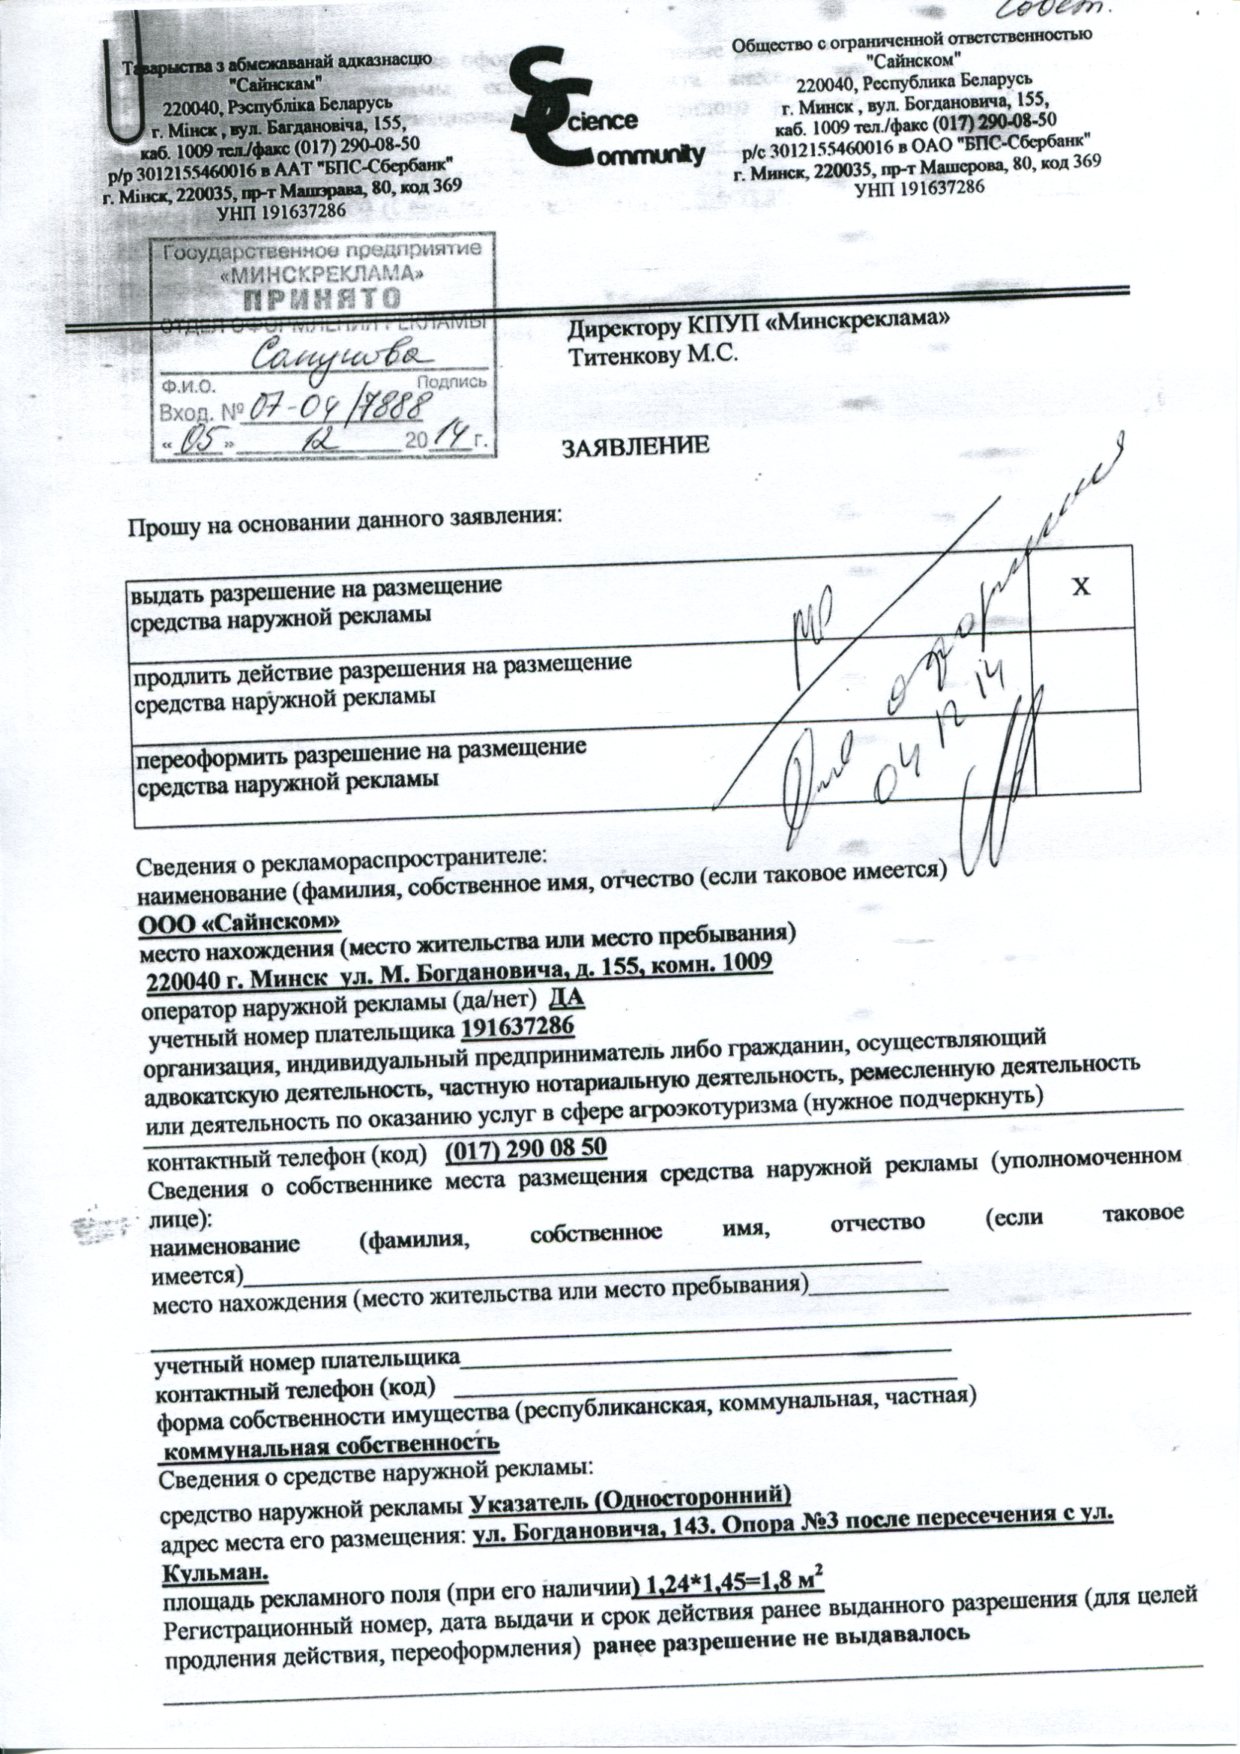 Совет.
Таварыства з абмежаванай адказнасцю
"Сайнскам"
220040, Рэспубліка Беларусь
г. Мінск , вул. Багдановіча, 155,
каб. 1009 тел./факс (017) 290-08-50
р/р 3012155460016 в ААТ "БПС-Сбербанк"
г. Мінск, 220035, пр-т Машэрава, 80, код 369
УНП 191637286
Science
Community
Общество с ограниченной ответственностью
"Сайнском"
220040, Республика Беларусь
г. Минск , вул. Богдановича, 155,
каб. 1009 тел./факс (017) 290-08-50
р/с 3012155460016 в ОАО "БПС-Сбербанк"
г. Минск, 220035, пр-т Машерова, 80, код 369
УНП 191637286
Государственное предприятие
«МИНСКРЕКЛАМА»
ПРИНЯТО
ОТДЕЛ ОФОРМЛЕНИЯ РЕКЛАМЫ
Ф.И.О. Подпись
Вход. № 07-04/7888
«05» 12 2014 г.
Директору КПУП «Минскреклама»
Титенкову М.С.
ЗАЯВЛЕНИЕ
Прошу на основании данного заявления:
выдать разрешение на размещение
средства наружной рекламы
X
продлить действие разрешения на размещение
средства наружной рекламы
переоформить разрешение на размещение
средства наружной рекламы
Для оформления
04 12 14
Сведения о рекламораспространителе:
наименование (фамилия, собственное имя, отчество (если таковое имеется)
ООО «Сайнском»
место нахождения (место жительства или место пребывания)
220040 г. Минск ул. М. Богдановича, д. 155, комн. 1009
оператор наружной рекламы (да/нет) ДА
учетный номер плательщика 191637286
организация, индивидуальный предприниматель либо гражданин, осуществляющий
адвокатскую деятельность, частную нотариальную деятельность, ремесленную деятельность
или деятельность по оказанию услуг в сфере агроэкотуризма (нужное подчеркнуть)
контактный телефон (код) (017) 290 08 50
Сведения о собственнике места размещения средства наружной рекламы (уполномоченном
лице):
наименование (фамилия, собственное имя, отчество (если таковое
имеется)
место нахождения (место жительства или место пребывания)
учетный номер плательщика
контактный телефон (код)
форма собственности имущества (республиканская, коммунальная, частная)
коммунальная собственность
Сведения о средстве наружной рекламы:
средство наружной рекламы Указатель (Односторонний)
адрес места его размещения: ул. Богдановича, 143. Опора №3 после пересечения с ул.
Кульман.
площадь рекламного поля (при его наличии) 1,24*1,45=1,8 м²
Регистрационный номер, дата выдачи и срок действия ранее выданного разрешения (для целей
продления действия, переоформления) ранее разрешение не выдавалось